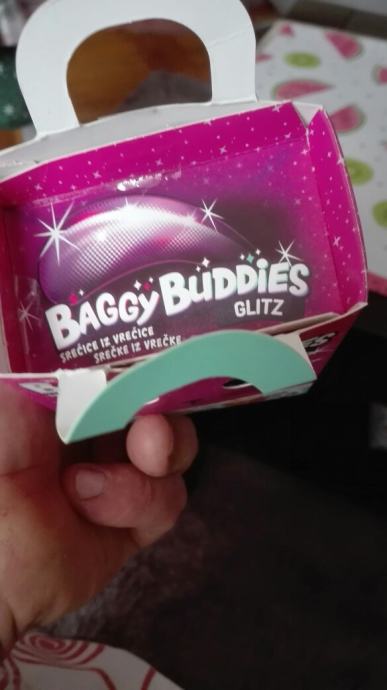 BAGGY BUDDIES
GLITZ
SREĆICE IZ VREĆICE
SREČKE IZ VREČKE